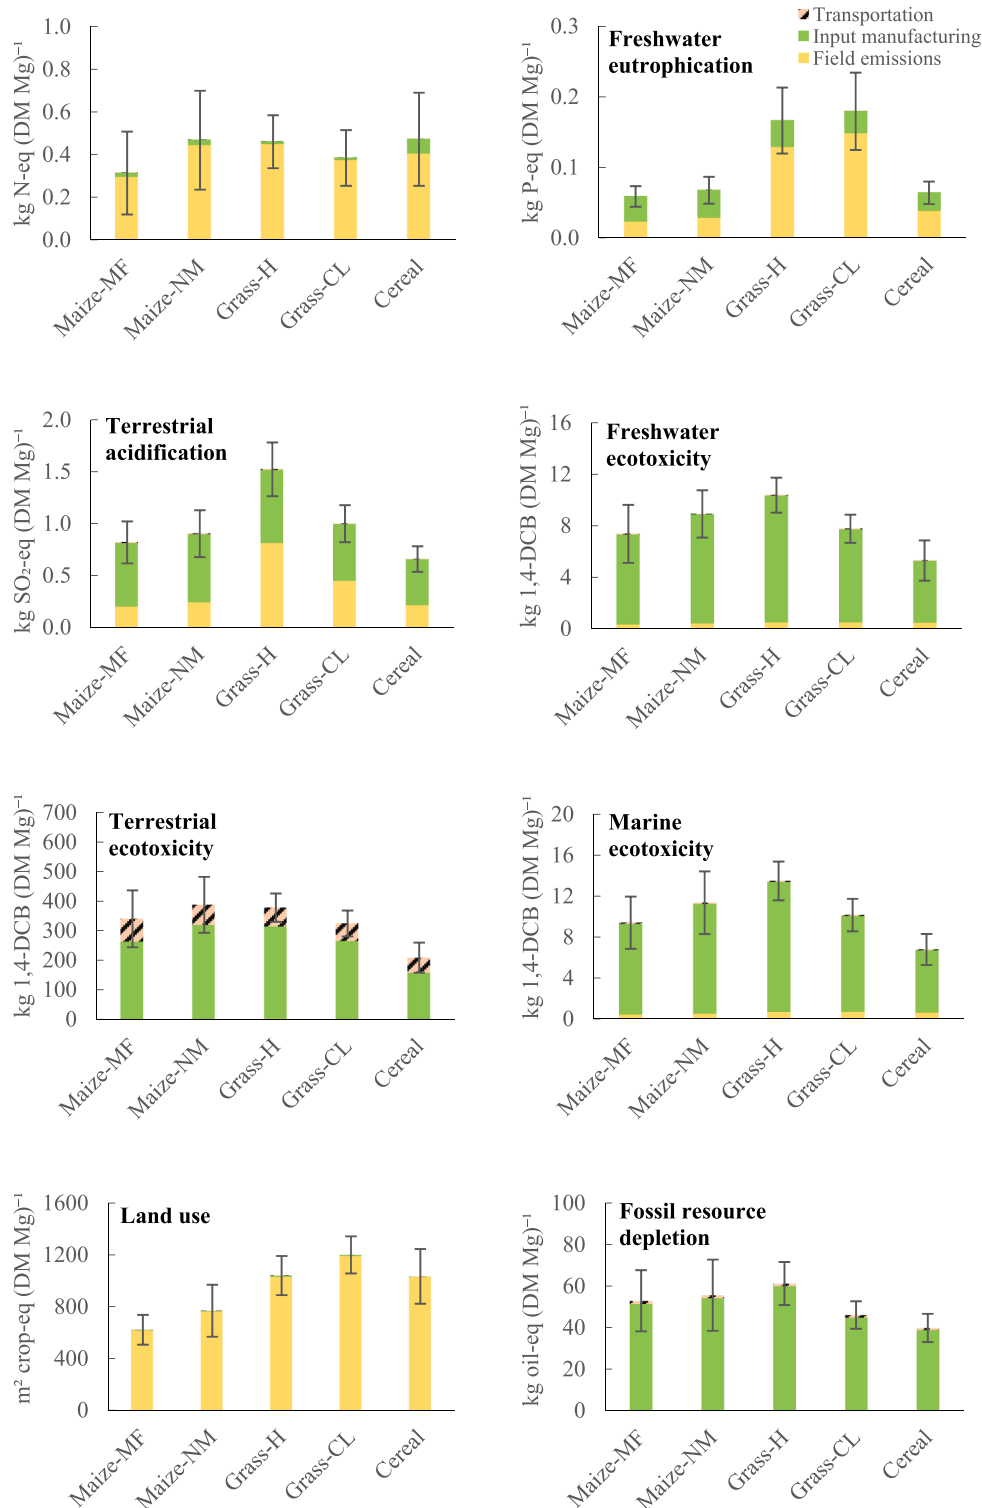 1.0
0.8
0.6
0.4
0.2
0.0
kg N-eq (DM Mg)⁻¹
Maize-MF
Maize-NM
Grass-H
Grass-CL
Cereal
Transportation
Input manufacturing
Field emissions
Freshwater
eutrophication
0.3
0.2
0.1
0.0
kg P-eq (DM Mg)⁻¹
Maize-MF
Maize-NM
Grass-H
Grass-CL
Cereal
Terrestrial
acidification
2.0
1.5
1.0
0.5
0.0
kg SO₂-eq (DM Mg)⁻¹
Maize-MF
Maize-NM
Grass-H
Grass-CL
Cereal
Freshwater
ecotoxicity
16
12
8
4
0
kg 1,4-DCB (DM Mg)⁻¹
Maize-MF
Maize-NM
Grass-H
Grass-CL
Cereal
Terrestrial
ecotoxicity
700
600
500
400
300
200
100
0
kg 1,4-DCB (DM Mg)⁻¹
Maize-MF
Maize-NM
Grass-H
Grass-CL
Cereal
Marine
ecotoxicity
20
16
12
8
4
0
kg 1,4-DCB (DM Mg)⁻¹
Maize-MF
Maize-NM
Grass-H
Grass-CL
Cereal
Land use
1600
1200
800
400
0
m² crop-eq (DM Mg)⁻¹
Maize-MF
Maize-NM
Grass-H
Grass-CL
Cereal
Fossil resource
depletion
100
80
60
40
20
0
kg oil-eq (DM Mg)⁻¹
Maize-MF
Maize-NM
Grass-H
Grass-CL
Cereal